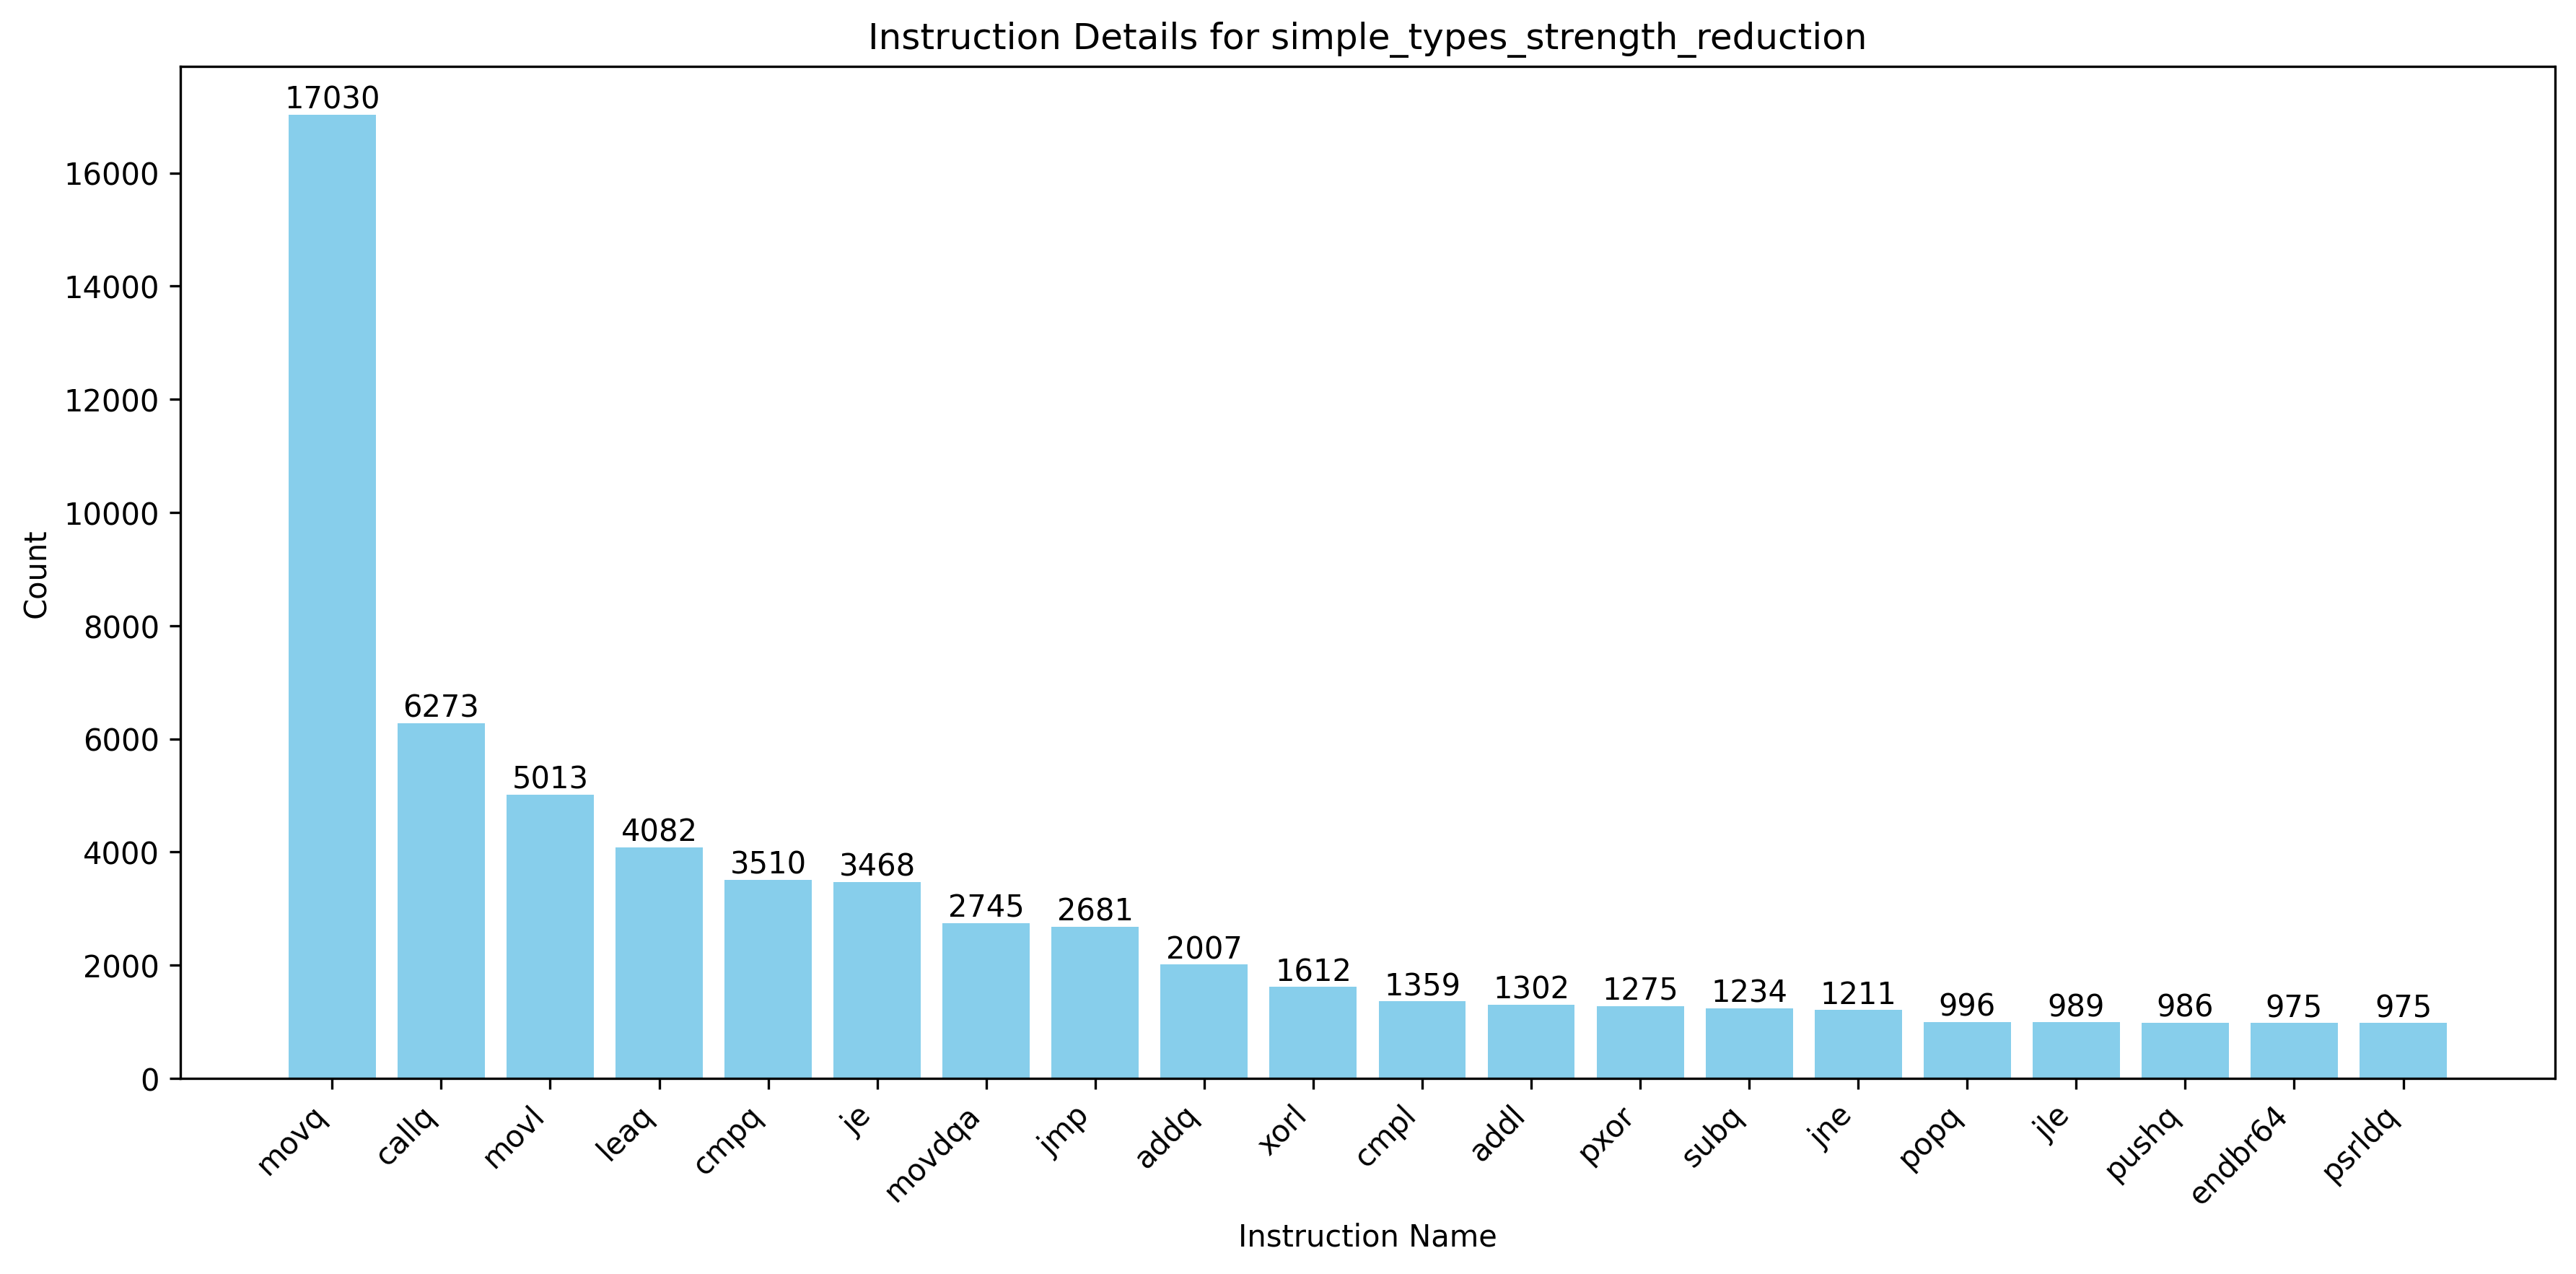 Instruction Details for simple_types_strength_reduction
Count
16000
14000
12000
10000
8000
6000
4000
2000
0
17030
6273
5013
4082
3510
3468
2745
2681
2007
1612
1359
1302
1275
1234
1211
996
989
986
975
975
movq
callq
movl
leaq
cmpq
je
movdqa
jmp
addq
xorl
cmpl
addl
pxor
subq
jne
popq
jle
pushq
endbr64
psrldq
Instruction Name